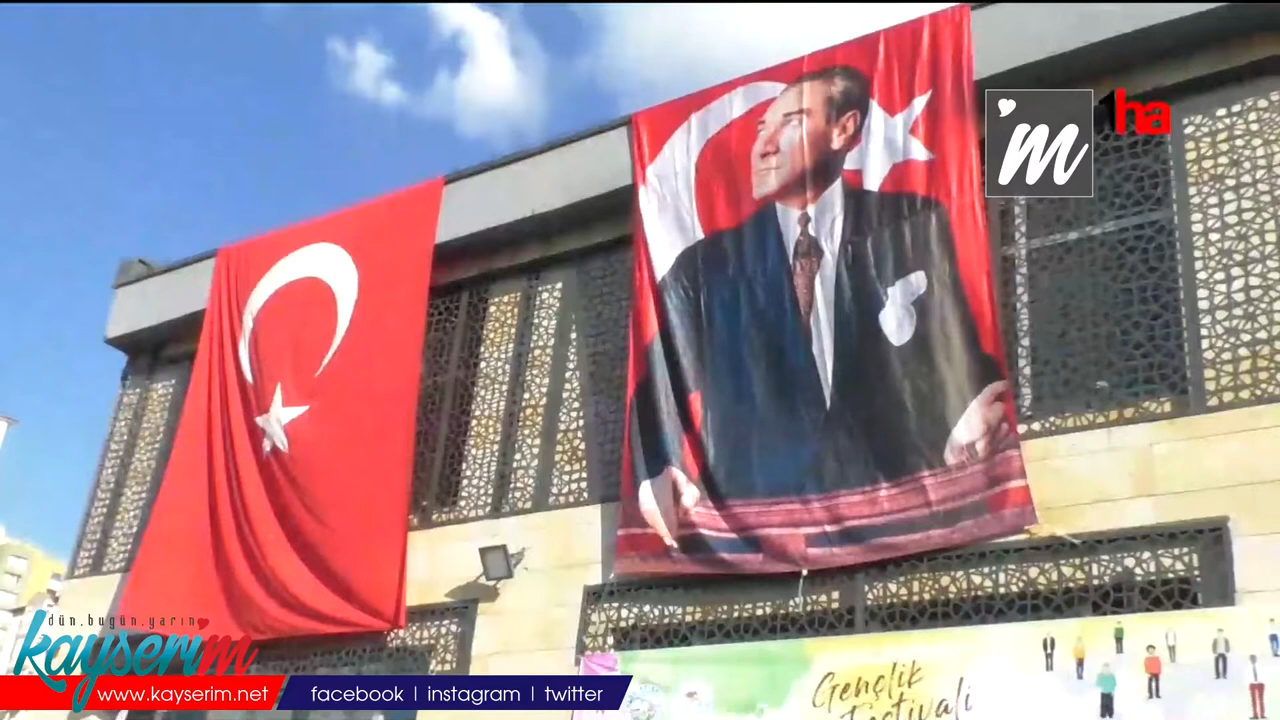 'm
ha
dün.bugün.yarın
kayserim
www.kayserim.net
facebook | instagram | twitter
Gençlik
Festivali